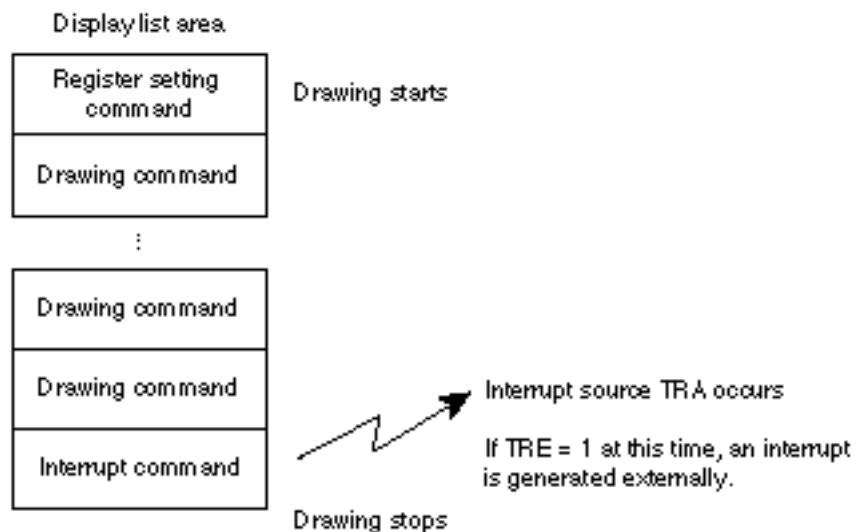 Display list area
Register setting
command
Drawing starts
Drawing command
⋮
Drawing command
Drawing command
Interrupt source TRA occurs
If TRE = 1 at this time, an interrupt
is generated externally.
Interrupt command
Drawing stops